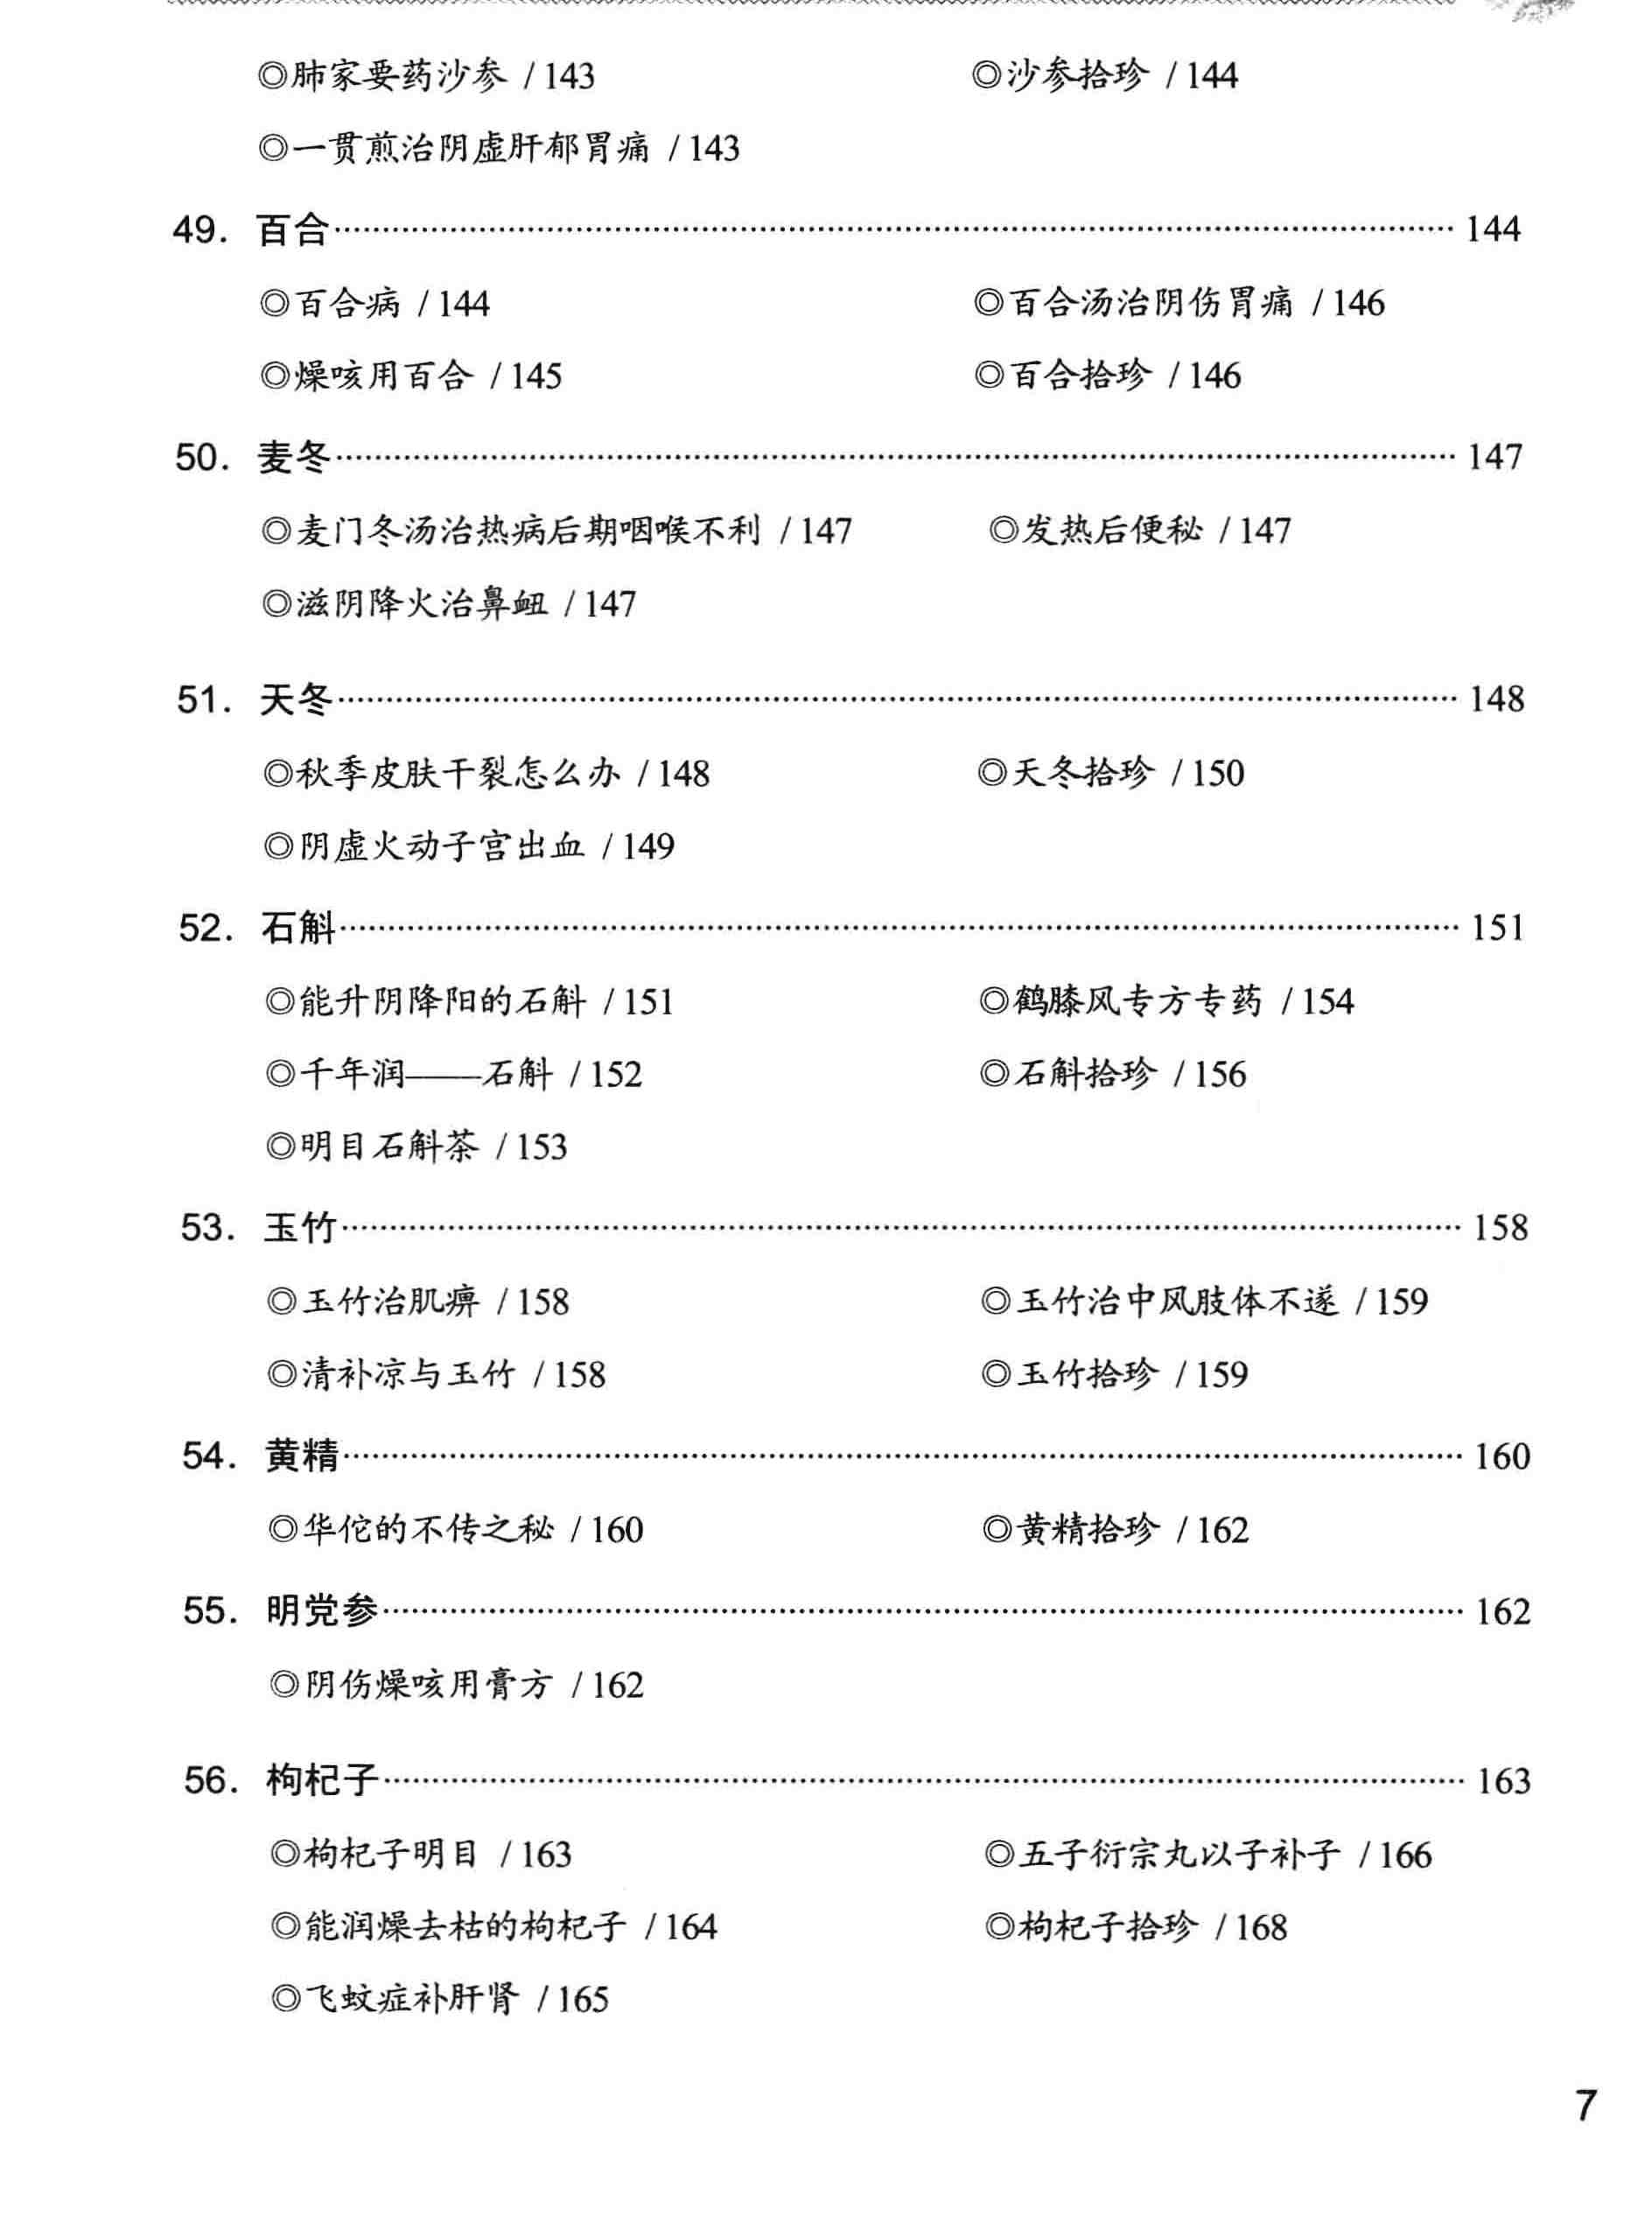 ◎肺家要药沙参 / 143 ◎沙参拾珍 / 144
◎一贯煎治阴虚肝郁胃痛 / 143
49. 百合 144
◎百合病 / 144 ◎百合汤治阴伤胃痛 / 146
◎燥咳用百合 / 145 ◎百合拾珍 / 146
50. 麦冬 147
◎麦门冬汤治热病后期咽喉不利 / 147 ◎发热后便秘 / 147
◎滋阴降火治鼻衄 / 147
51. 天冬 148
◎秋季皮肤干裂怎么办 / 148 ◎天冬拾珍 / 150
◎阴虚火动子宫出血 / 149
52. 石斛 151
◎能升阴降阳的石斛 / 151 ◎鹤膝风专方专药 / 154
◎千年润——石斛 / 152 ◎石斛拾珍 / 156
◎明目石斛茶 / 153
53. 玉竹 158
◎玉竹治肌痹 / 158 ◎玉竹治中风肢体不遂 / 159
◎清补凉与玉竹 / 158 ◎玉竹拾珍 / 159
54. 黄精 160
◎华佗的不传之秘 / 160 ◎黄精拾珍 / 162
55. 明党参 162
◎阴伤燥咳用膏方 / 162
56. 枸杞子 163
◎枸杞子明目 / 163 ◎五子衍宗丸以子补子 / 166
◎能润燥去枯的枸杞子 / 164 ◎枸杞子拾珍 / 168
◎飞蚊症补肝肾 / 165
7